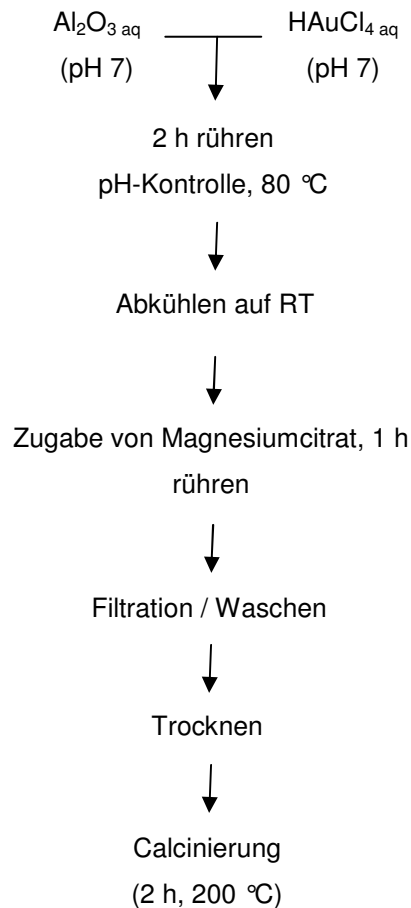 Al2O3 aq HAuCl4 aq
(pH 7) (pH 7)
2 h rühren
pH-Kontrolle, 80 °C
Abkühlen auf RT
Zugabe von Magnesiumcitrat, 1 h
rühren
Filtration / Waschen
Trocknen
Calcinierung
(2 h, 200 °C)